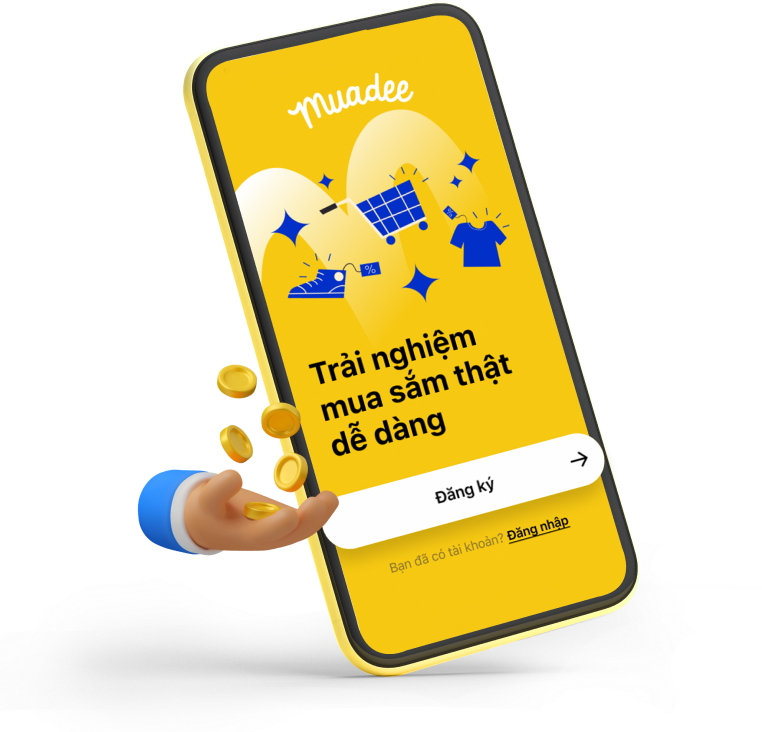 muadee
%
%
Trải nghiệm
mua sắm thật
dễ dàng
Đăng ký
Bạn đã có tài khoản? Đăng nhập